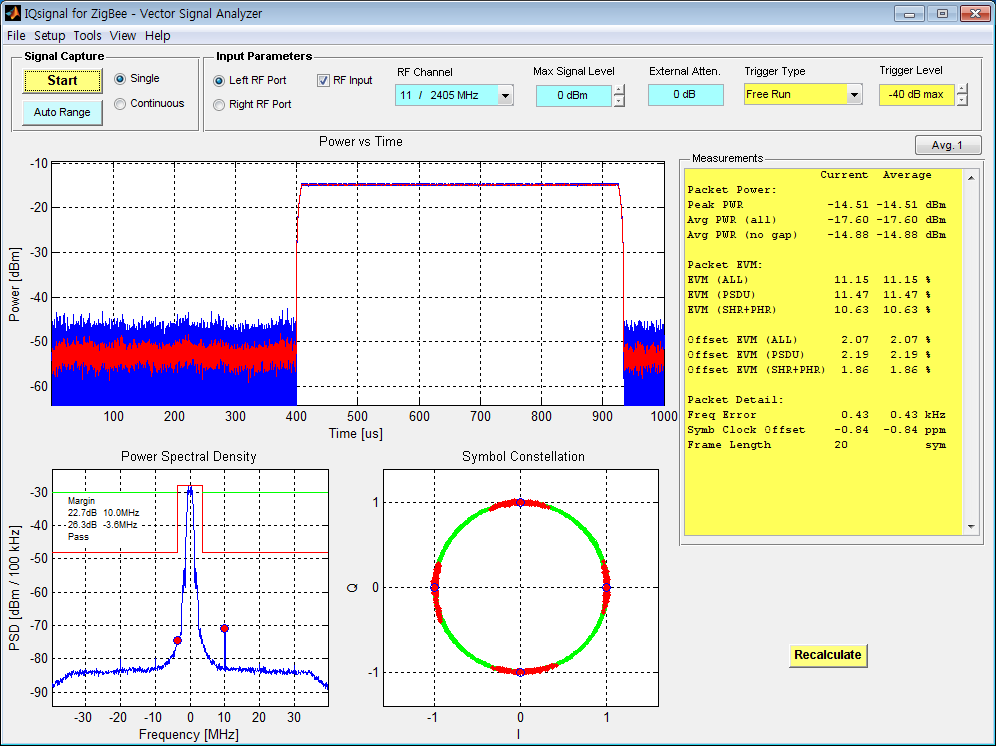 IQsignal for ZigBee - Vector Signal Analyzer
File Setup Tools View Help
Signal Capture
Start
Auto Range
Single
Continuous
Input Parameters
Left RF Port
Right RF Port
RF Input
RF Channel
11 / 2405 MHz
Max Signal Level
0 dBm
External Atten.
0 dB
Trigger Type
Free Run
Trigger Level
-40 dB max
Avg. 1
Power vs Time
Power [dBm]
-10
-20
-30
-40
-50
-60
100 200 300 400 500 600 700 800 900 1000
Time [us]
Measurements
Current Average
Packet Power:
Peak PWR -14.51 -14.51 dBm
Avg PWR (all) -17.60 -17.60 dBm
Avg PWR (no gap) -14.88 -14.88 dBm
Packet EVM:
EVM (ALL) 11.15 11.15 %
EVM (PSDU) 11.47 11.47 %
EVM (SHR+PHR) 10.63 10.63 %
Offset EVM (ALL) 2.07 2.07 %
Offset EVM (PSDU) 2.19 2.19 %
Offset EVM (SHR+PHR) 1.86 1.86 %
Packet Detail:
Freq Error 0.43 0.43 kHz
Symb Clock Offset -0.84 -0.84 ppm
Frame Length 20 sym
Power Spectral Density
PSD [dBm / 100 kHz]
-30
-40
-50
-60
-70
-80
-90
Margin
22.7dB 10.0MHz
26.3dB -3.6MHz
Pass
-30 -20 -10 0 10 20 30
Frequency [MHz]
Symbol Constellation
Q
1
0
-1
-1 0 1
I
Recalculate